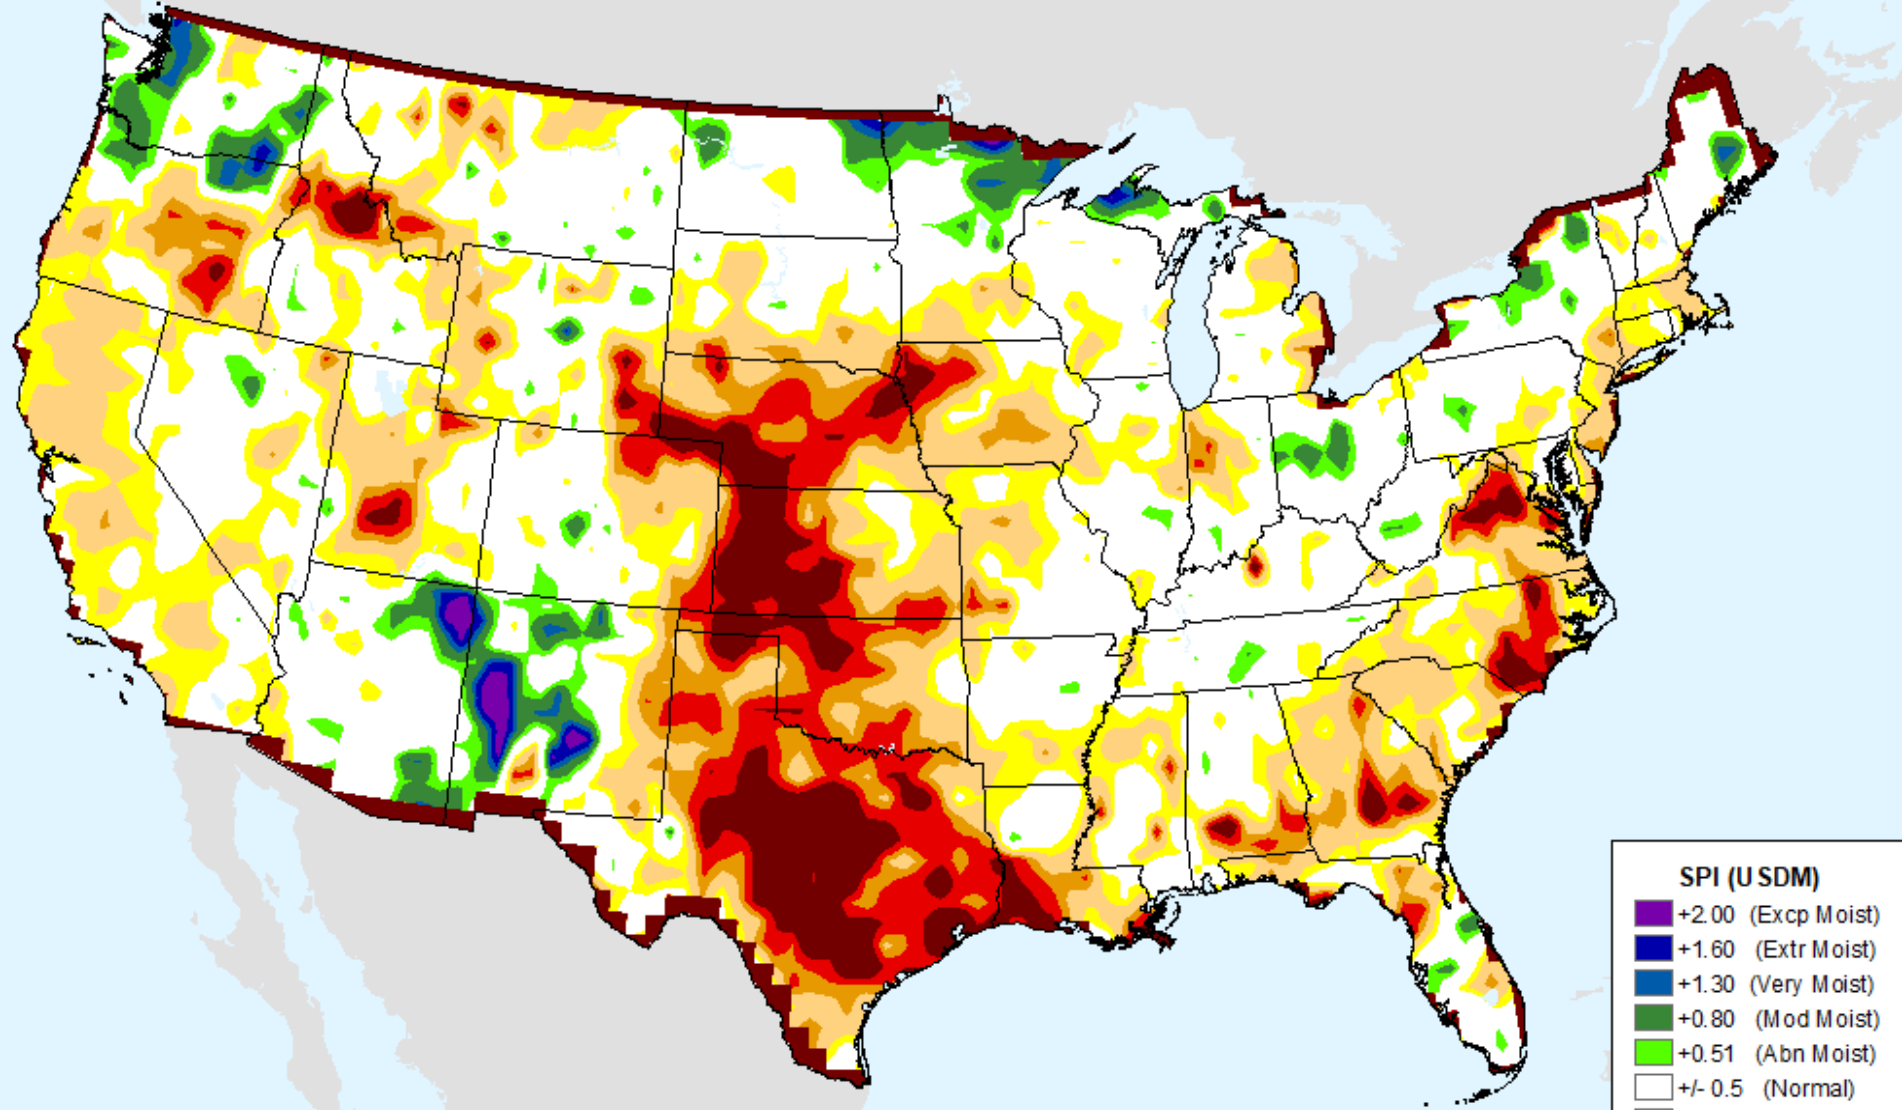 SPI (USDM)
+2.00 (Excp Moist)
+1.60 (Extr Moist)
+1.30 (Very Moist)
+0.80 (Mod Moist)
+0.51 (Abn Moist)
+/- 0.5 (Normal)